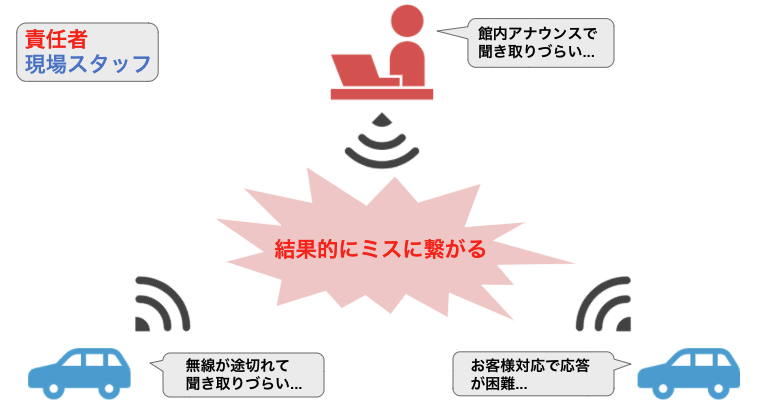 責任者
現場スタッフ
館内アナウンスで
聞き取りづらい...
結果的にミスに繋がる
無線が途切れて
聞き取りづらい...
お客様対応で応答
が困難...